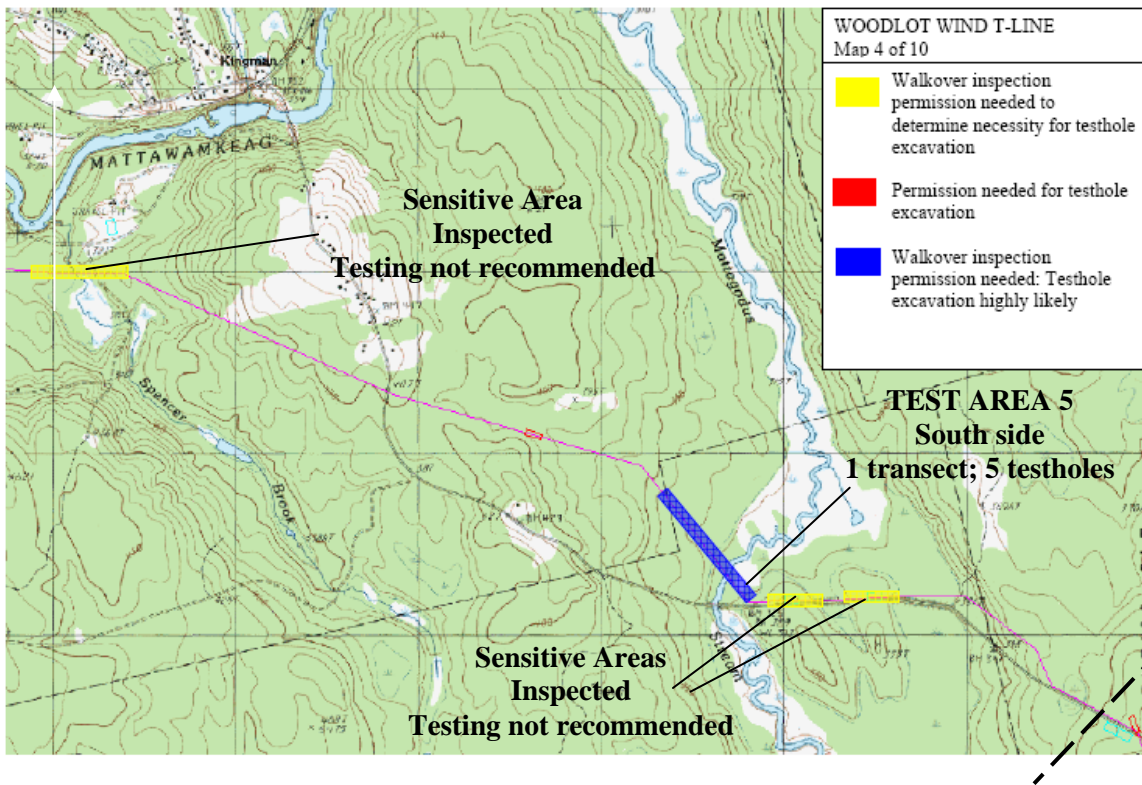 WOODLOT WIND T-LINE
Map 4 of 10
Walkover inspection
permission needed to
determine necessity for testhole
excavation
Permission needed for testhole
excavation
Walkover inspection
permission needed: Testhole
excavation highly likely
Kingman
MATTAWAMKEAG
Sensitive Area
Inspected
Testing not recommended
Mattagodus
TEST AREA 5
South side
1 transect; 5 testholes
Spencer
Brook
Stream
Sensitive Areas
Inspected
Testing not recommended